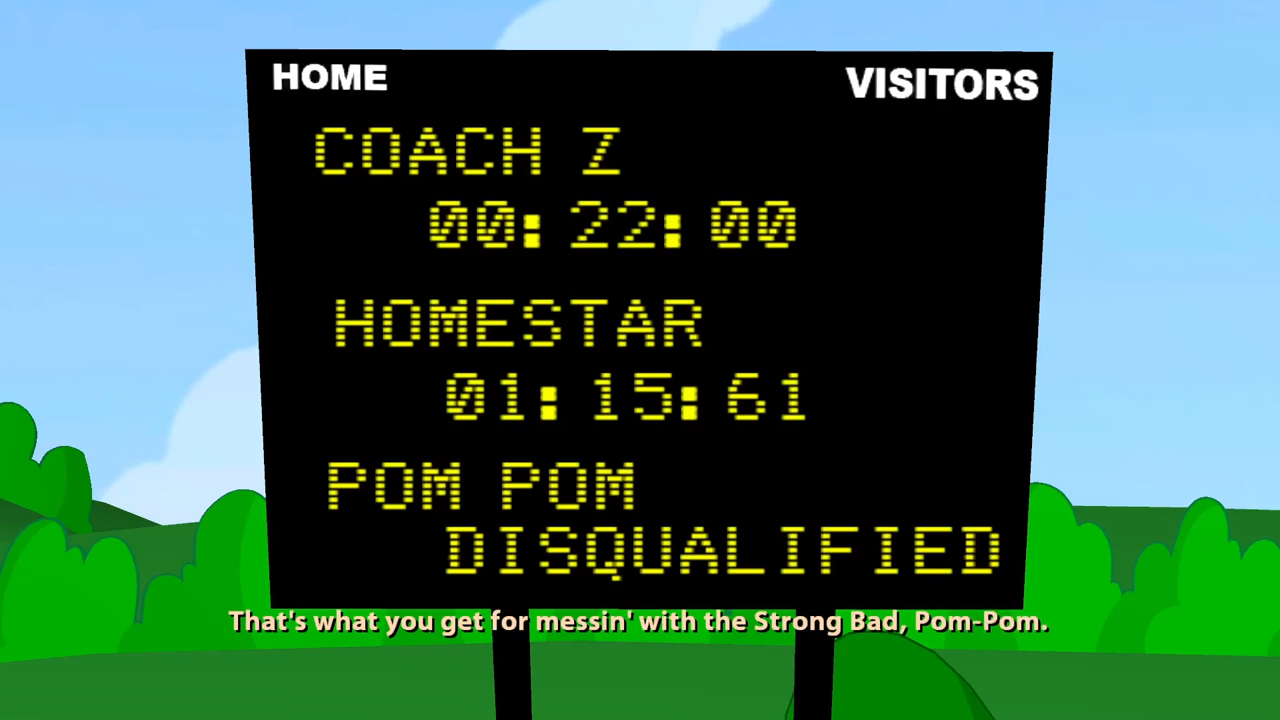 HOME
VISITORS
COACH Z
00:22:00
HOMESTAR
01:15:61
POM POM
DISQUALIFIED
That's what you get for messin' with the Strong Bad, Pom-Pom.